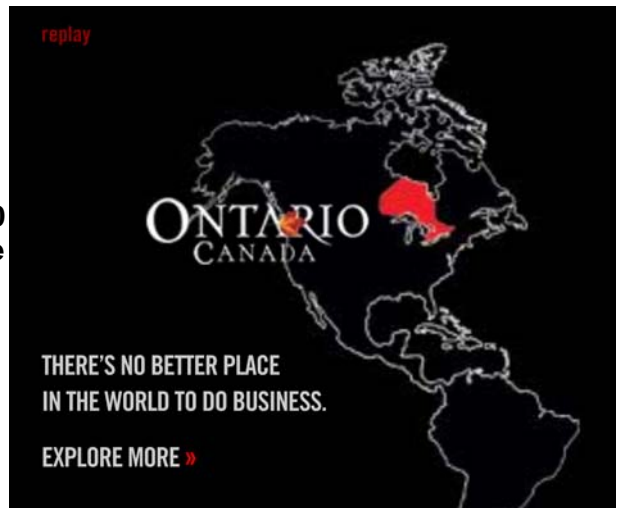 replay
ONTARIO
CANADA
THERE'S NO BETTER PLACE
IN THE WORLD TO DO BUSINESS.
EXPLORE MORE »